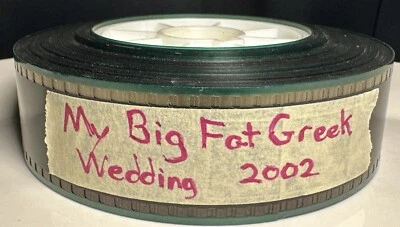 My Big Fat Greek
Wedding 2002